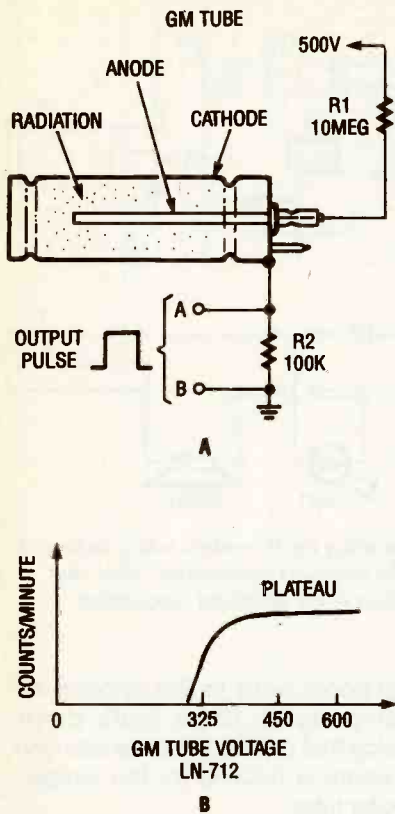 GM TUBE
500V
ANODE
R1
10MEG
RADIATION
CATHODE
A
OUTPUT
PULSE
R2
100K
B
A
COUNTS/MINUTE
PLATEAU
0
3325
450
600
GM TUBE VOLTAGE
LN-712
B